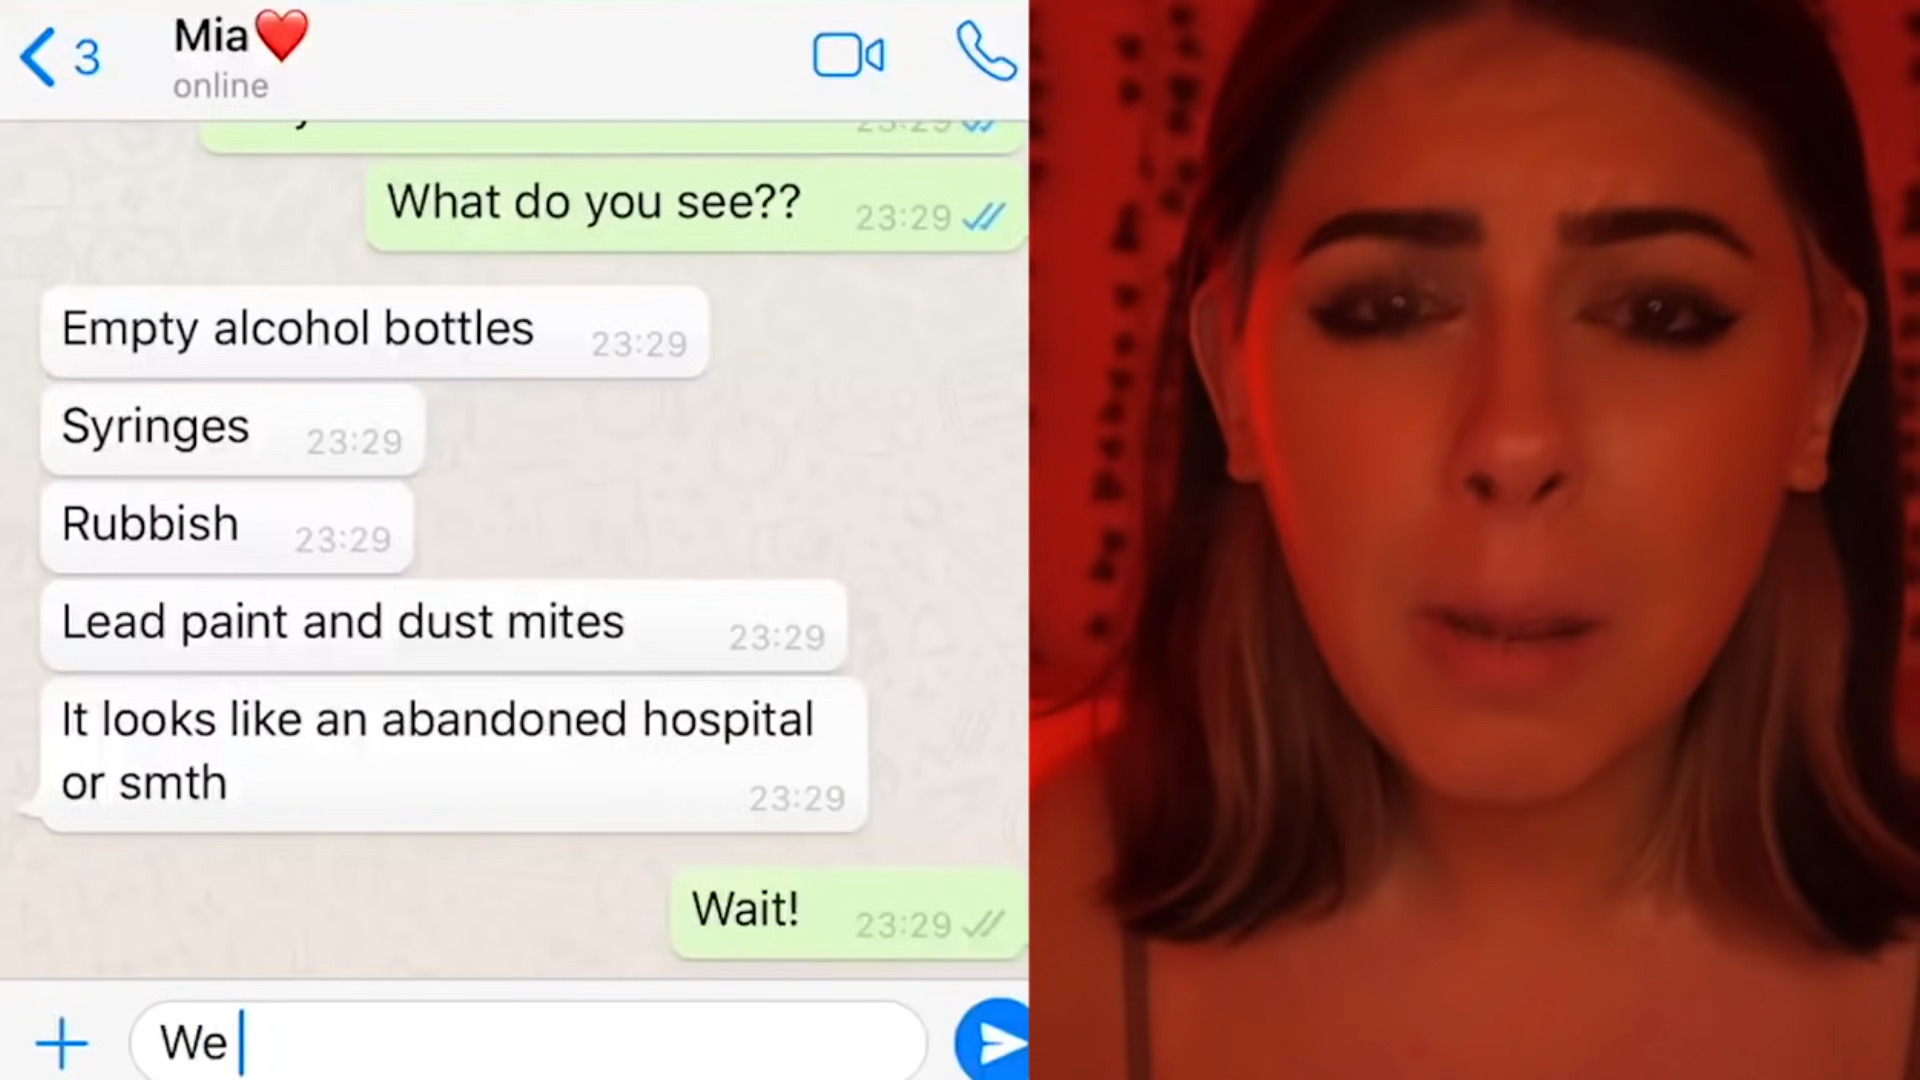 3
Mia❤️
online
23:29
What do you see??
23:29
Empty alcohol bottles
23:29
Syringes
23:29
Rubbish
23:29
Lead paint and dust mites
23:29
It looks like an abandoned hospital
or smth
23:29
Wait!
23:29
We